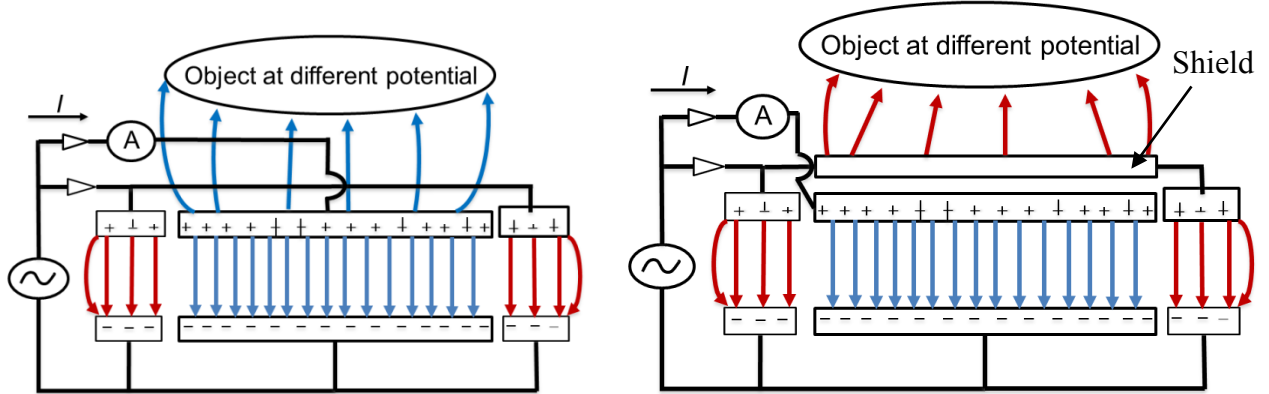 Object at different potential
I
A
+ + +
+ + + + + + + + + + + + + +
+ + +
− − −
− − − − − − − − − − − − − − −
− − −
Object at different potential
Shield
I
A
+ + +
+ + + + + + + + + + + + + +
+ + +
− − −
− − − − − − − − − − − − − − −
− − −